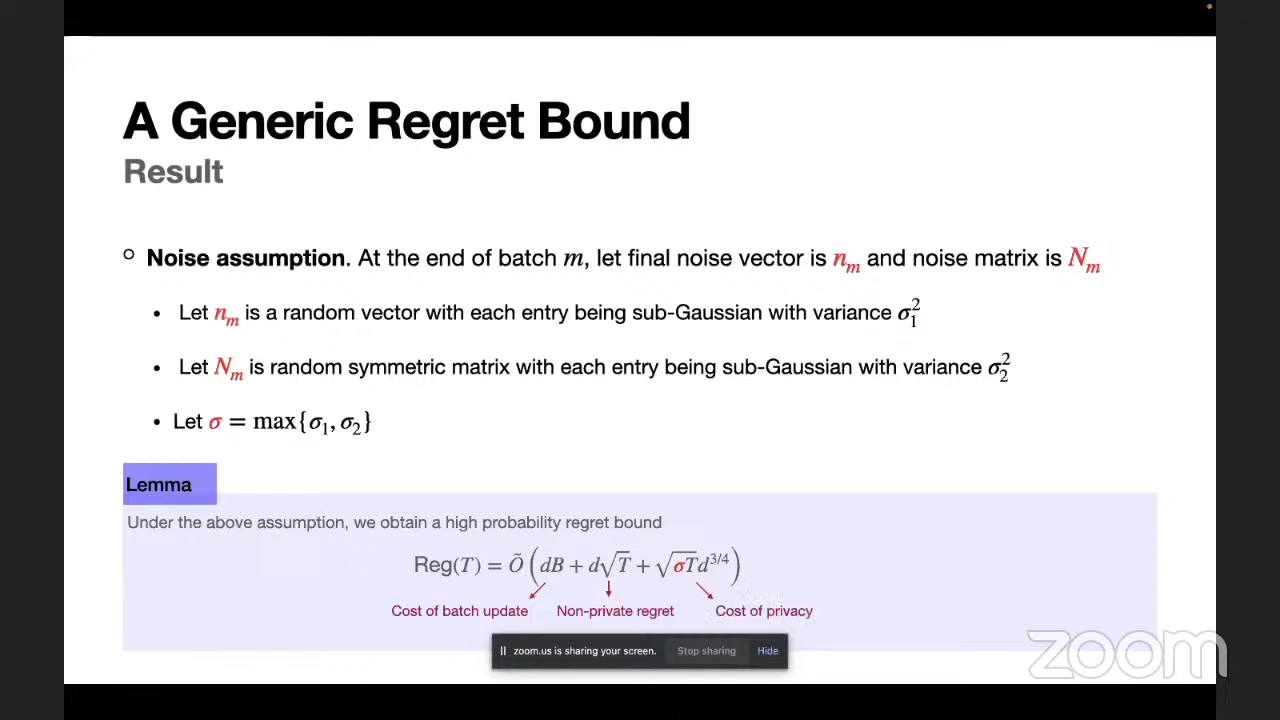 A Generic Regret Bound
Result
Noise assumption. At the end of batch m, let final noise vector is n_m and noise matrix is N_m
• Let n_m is a random vector with each entry being sub-Gaussian with variance σ_1^2
• Let N_m is random symmetric matrix with each entry being sub-Gaussian with variance σ_2^2
• Let σ = max{σ_1, σ_2}
Lemma
Under the above assumption, we obtain a high probability regret bound
Reg(T) = Õ (dB + d√T + √σT d^{3/4})
Cost of batch update Non-private regret Cost of privacy
zoom.us is sharing your screen. Stop sharing Hide
zoom